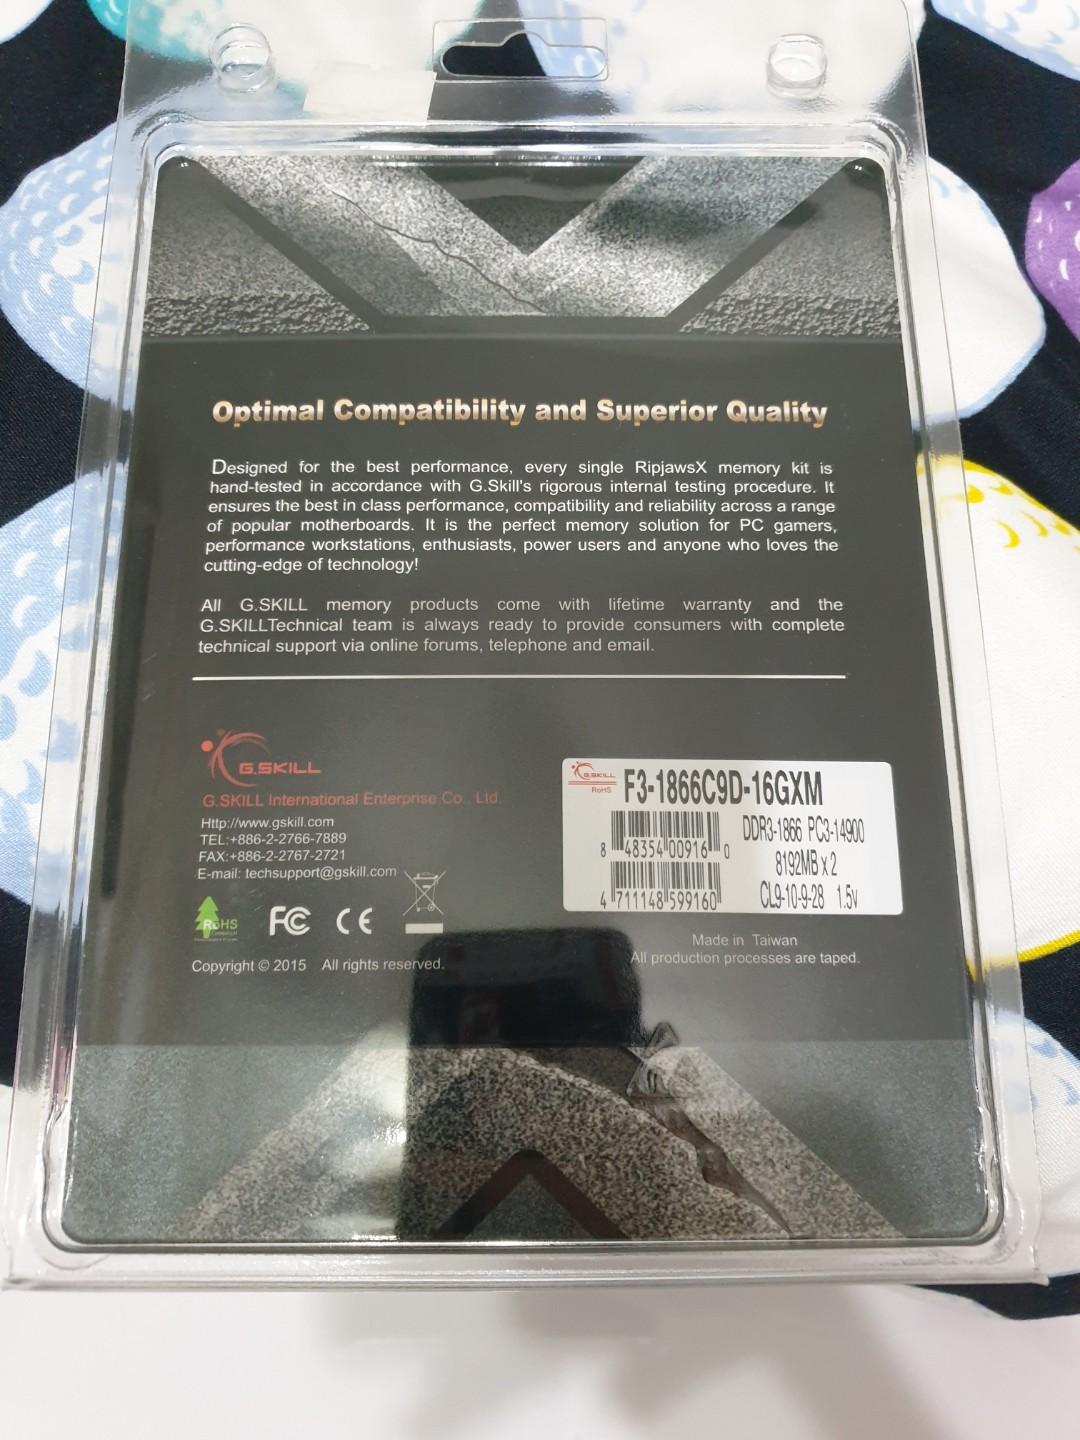 Optimal Compatibility and Superior Quality
Designed for the best performance, every single RipjawsX memory kit is
hand-tested in accordance with G.Skill's rigorous internal testing procedure. It
ensures the best in class performance, compatibility and reliability across a range
of popular motherboards. It is the perfect memory solution for PC gamers,
performance workstations, enthusiasts, power users and anyone who loves the
cutting-edge of technology!
All G.SKILL memory products come with lifetime warranty and the
G.SKILLTechnical team is always ready to provide consumers with complete
technical support via online forums, telephone and email.
G.SKILL
G.SKILL International Enterprise Co., Ltd.
Http://www.gskill.com
TEL:+886-2-2766-7889
FAX:+886-2-2767-2721
E-mail: techsupport@gskill.com
RoHS
FC CE
Copyright © 2015 All rights reserved.
G.SKILL
RoHS
F3-1866C9D-16GXM
8 48354 00916 0
DDR3-1866 PC3-14900
8192MB x 2
4 711148 599160
CL9-10-9-28 1.5v
Made in Taiwan
All production processes are taped.